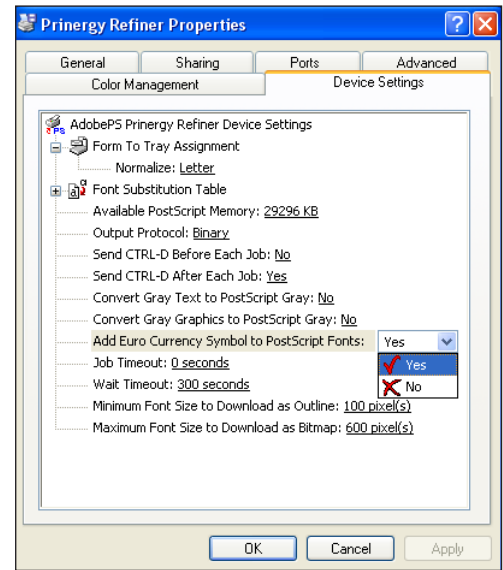 Prinergy Refiner Properties
General Sharing Ports Advanced
Color Management Device Settings
AdobePS Prinergy Refiner Device Settings
Form To Tray Assignment
Normalize: Letter
Font Substitution Table
Available PostScript Memory: 29296 KB
Output Protocol: Binary
Send CTRL-D Before Each Job: No
Send CTRL-D After Each Job: Yes
Convert Gray Text to PostScript Gray: No
Convert Gray Graphics to PostScript Gray: No
Add Euro Currency Symbol to PostScript Fonts: Yes
Yes
No
Job Timeout: 0 seconds
Wait Timeout: 300 seconds
Minimum Font Size to Download as Outline: 100 pixel(s)
Maximum Font Size to Download as Bitmap: 600 pixel(s)
OK Cancel Apply